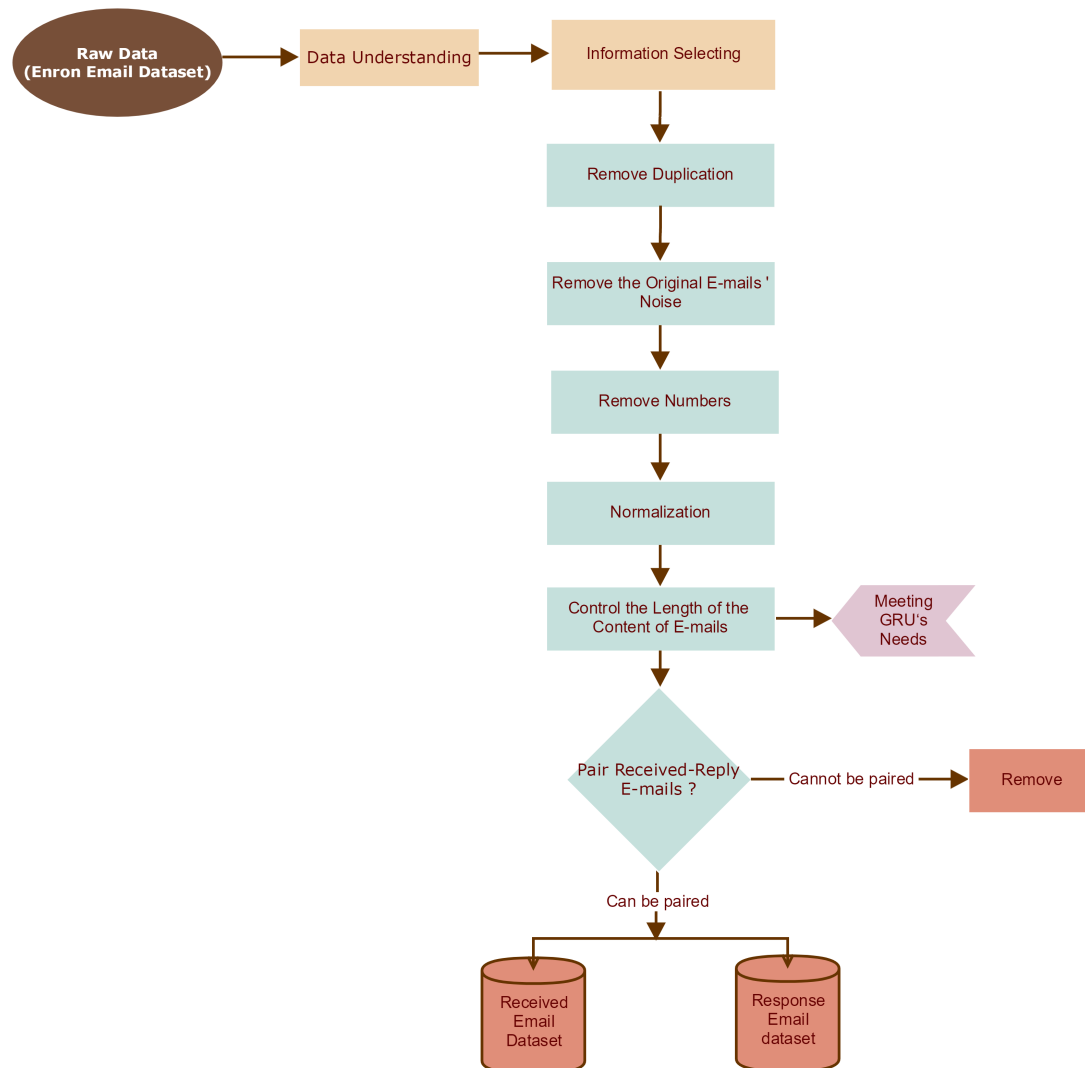 Raw Data
(Enron Email Dataset)
Data Understanding
Information Selecting
Remove Duplication
Remove the Original E-mails '
Noise
Remove Numbers
Normalization
Control the Length of the
Content of E-mails
Meeting
GRU's
Needs
Pair Received-Reply
E-mails ?
Cannot be paired
Remove
Can be paired
Received
Email
Dataset
Response
Email
dataset